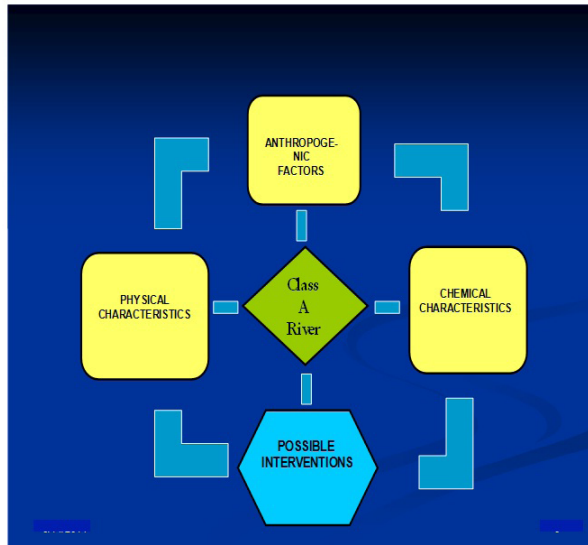 ANTHROPOGE-
NIC
FACTORS
PHYSICAL
CHARACTERISTICS
Class
A
River
CHEMICAL
CHARACTERISTICS
POSSIBLE
INTERVENTIONS